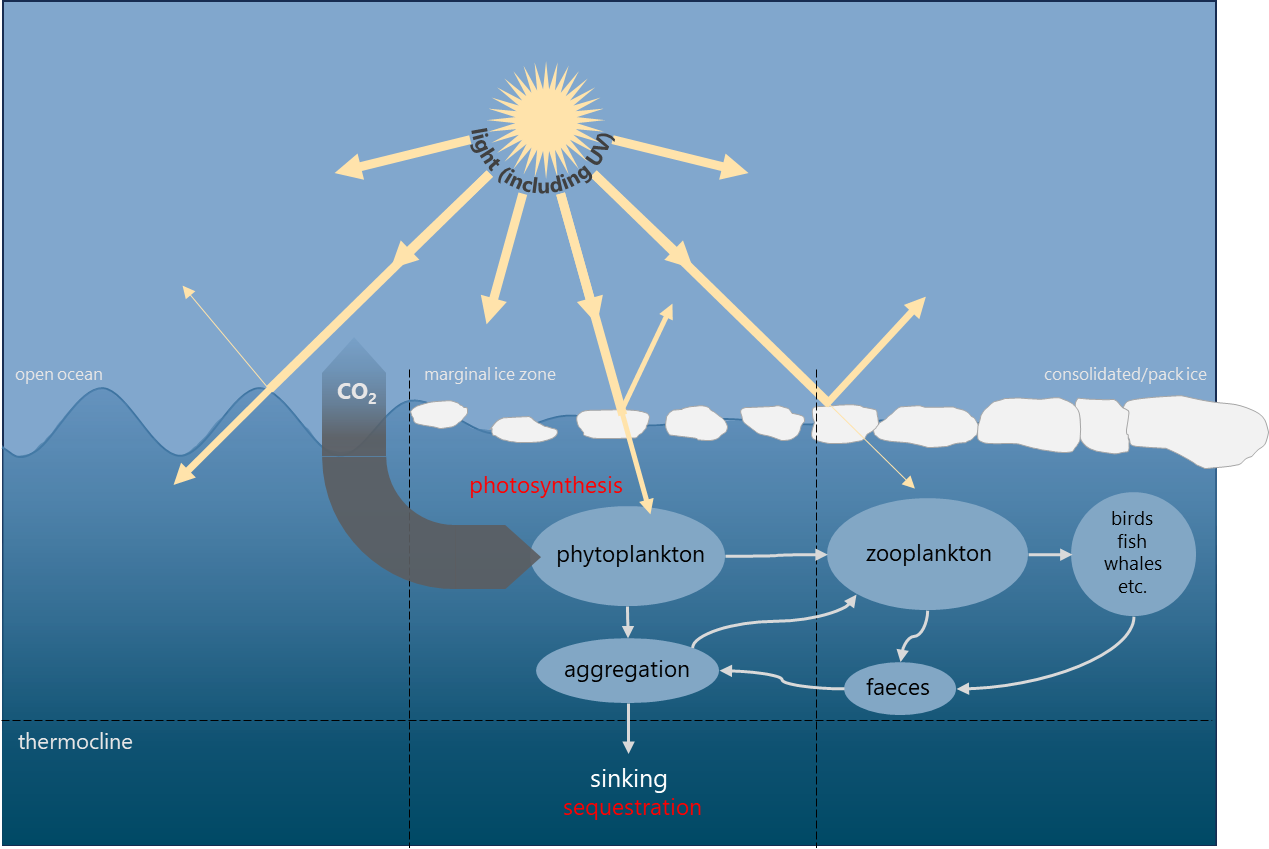 light (including UV)
open ocean
marginal ice zone
consolidated/pack ice
CO2
photosynthesis
phytoplankton
zooplankton
birds
fish
whales
etc.
aggregation
faeces
thermocline
sinking
sequestration